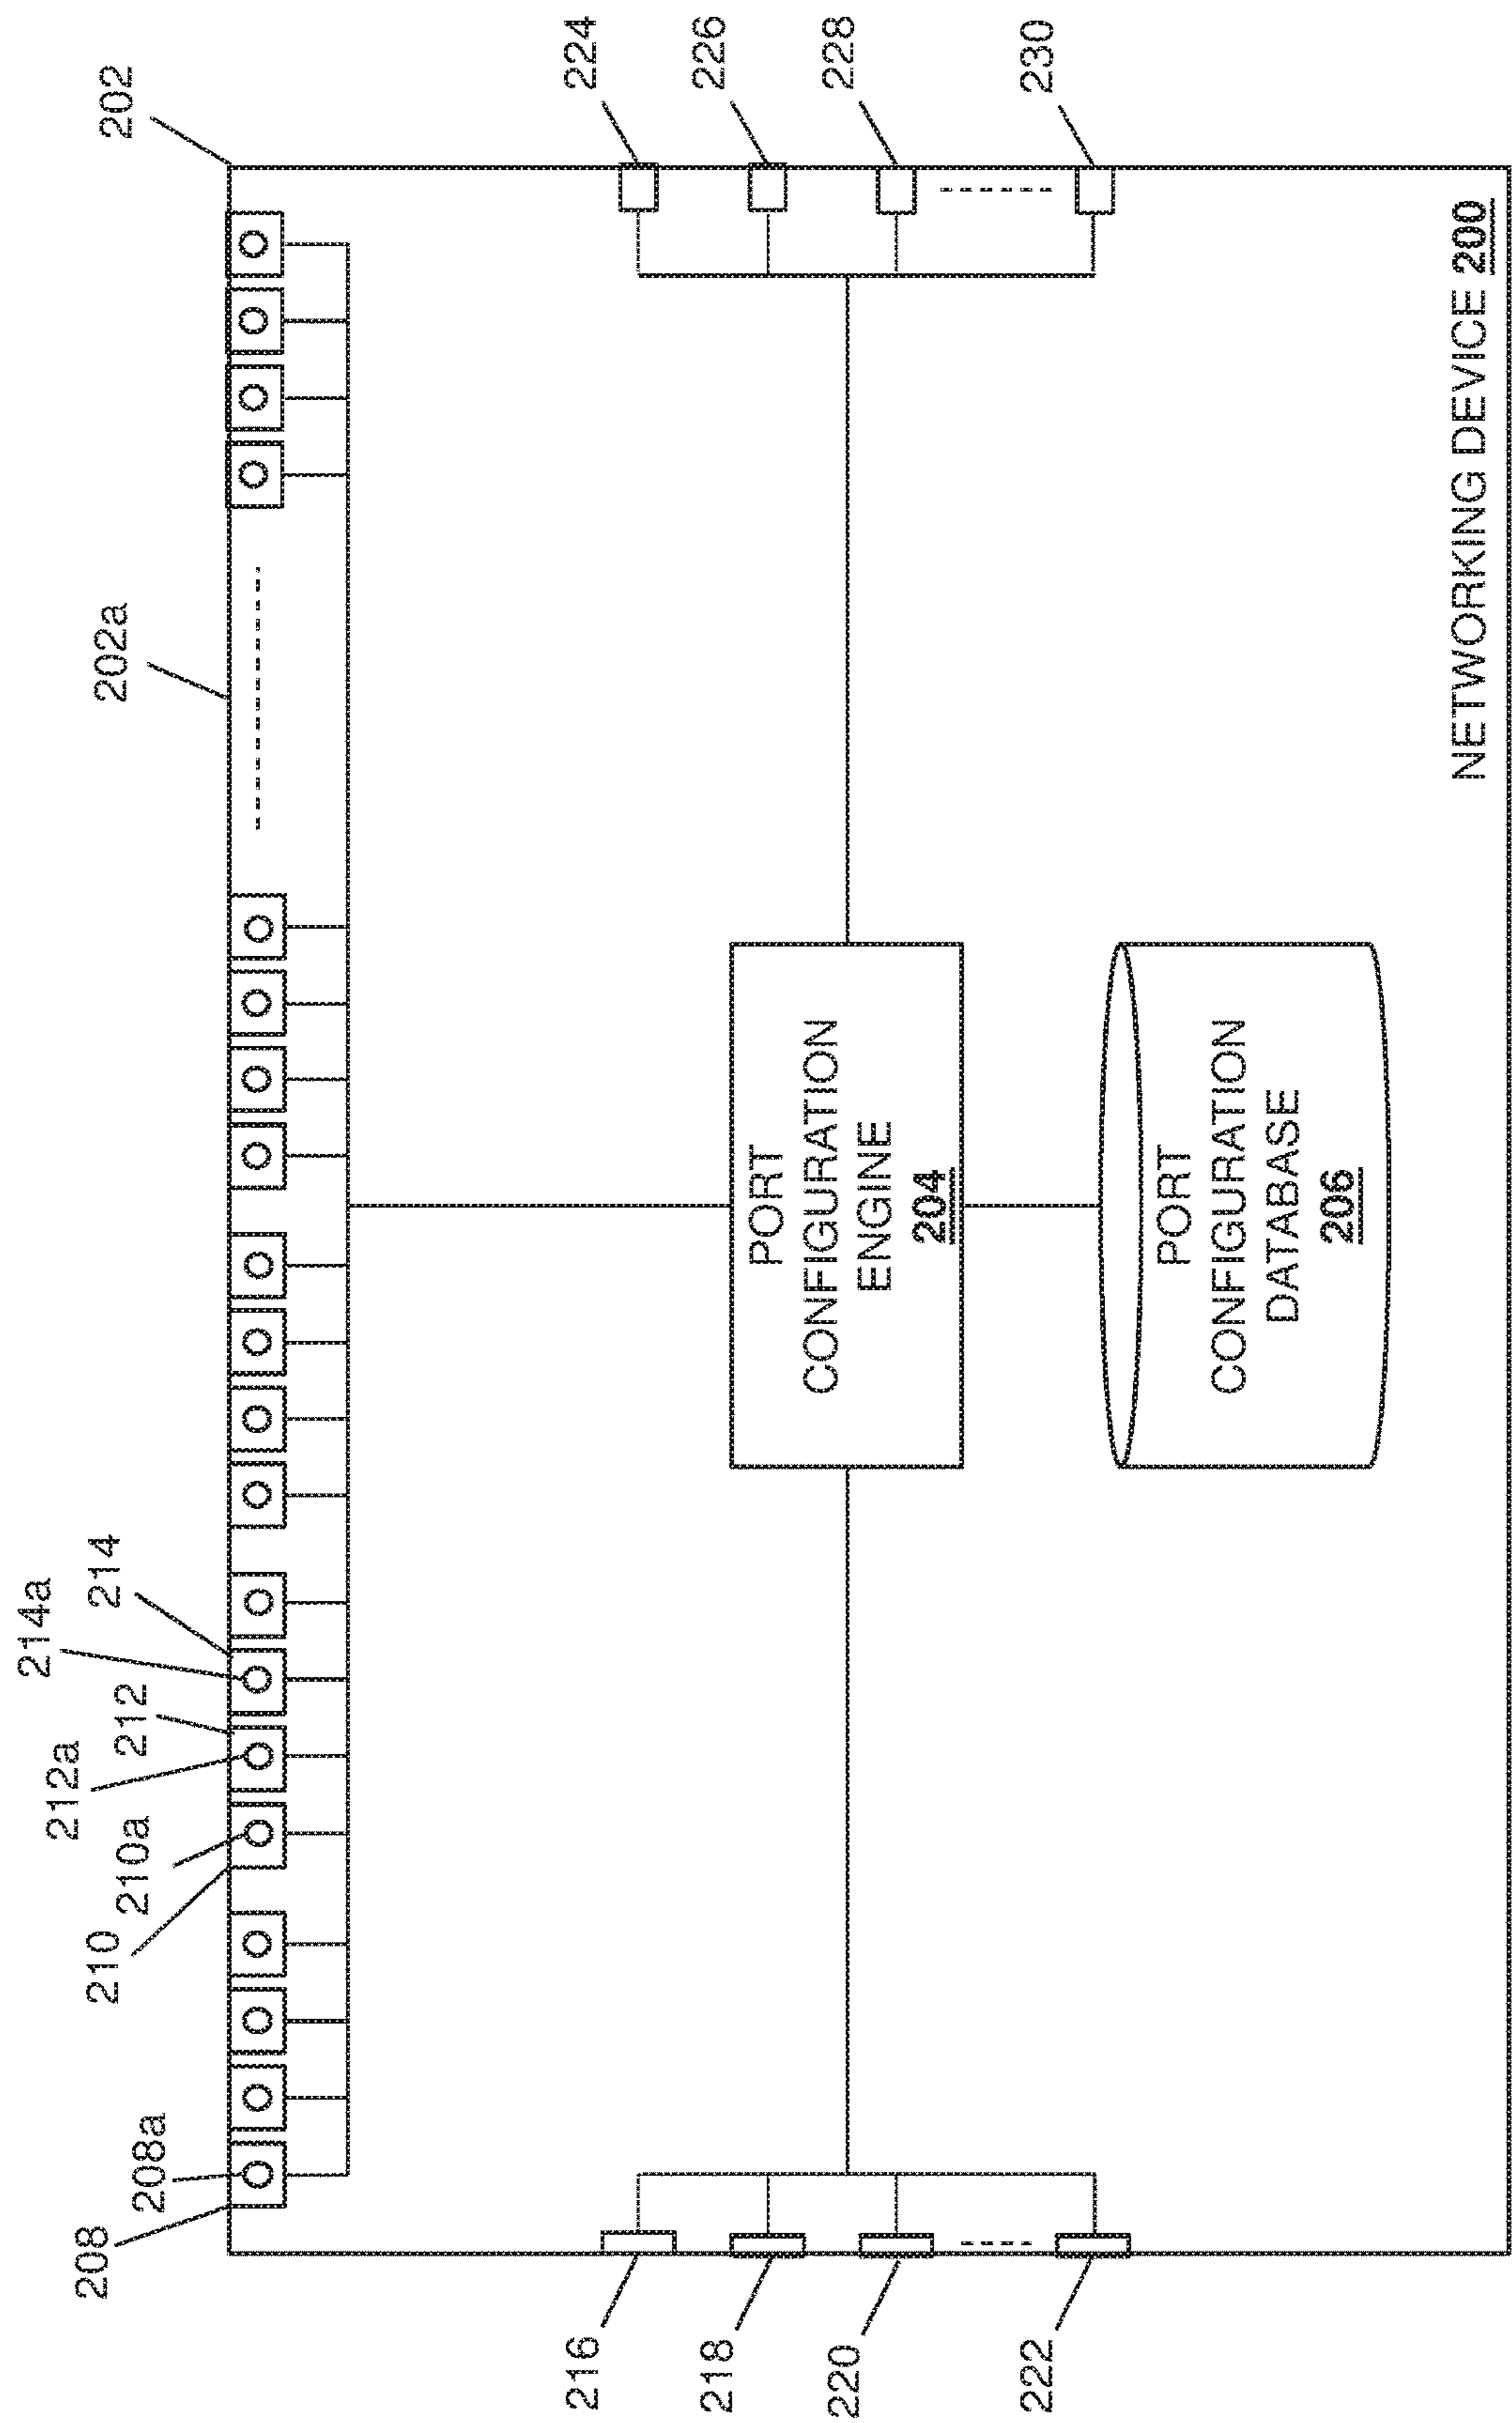 202
202a
214a
214
212
212a
210a
210
208a
208
224
226
228
230
216
218
220
222
PORT
CONFIGURATION
ENGINE
204
PORT
CONFIGURATION
DATABASE
206
NETWORKING DEVICE 200